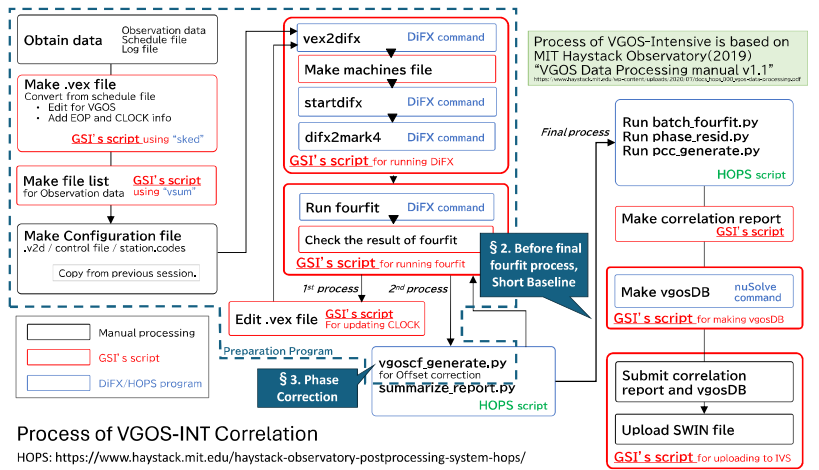 Obtain data
Observation data
Schedule file
Log file
Make .vex file
Convert from schedule file
• Edit for VGOS
• Add EOP and CLOCK info
GSI's script using "sked"
Make file list
for Observation data
GSI's script
using "vsum"
Make Configuration file
.v2d / control file / station.codes
Copy from previous session.
vex2difx
DiFX command
Make machines file
startdifx
DiFX command
difx2mark4
DiFX command
GSI's script for running DiFX
Run fourfit
DiFX command
Check the result of fourfit
GSI's script for running fourfit
1st process
2nd process
Edit .vex file
GSI's script
For updating CLOCK
Preparation Program
§ 2. Before final
fourfit process,
Short Baseline
§ 3. Phase
Correction
vgoscf_generate.py
for Offset correction
summarize_report.py
HOPS script
Process of VGOS-Intensive is based on
MIT Haystack Observatory(2019)
"VGOS Data Processing manual v1.1"
Final process
Run batch_fourfit.py
Run phase_resid.py
Run pcc_generate.py
HOPS script
Make correlation report
GSI's script
Make vgosDB
nuSolve
command
GSI's script for making vgosDB
Submit correlation
report and vgosDB
Upload SWIN file
GSI's script for uploading to IVS
Manual processing
GSI's script
DiFX/HOPS program
Process of VGOS-INT Correlation
HOPS: https://www.haystack.mit.edu/haystack-observatory-postprocessing-system-hops/